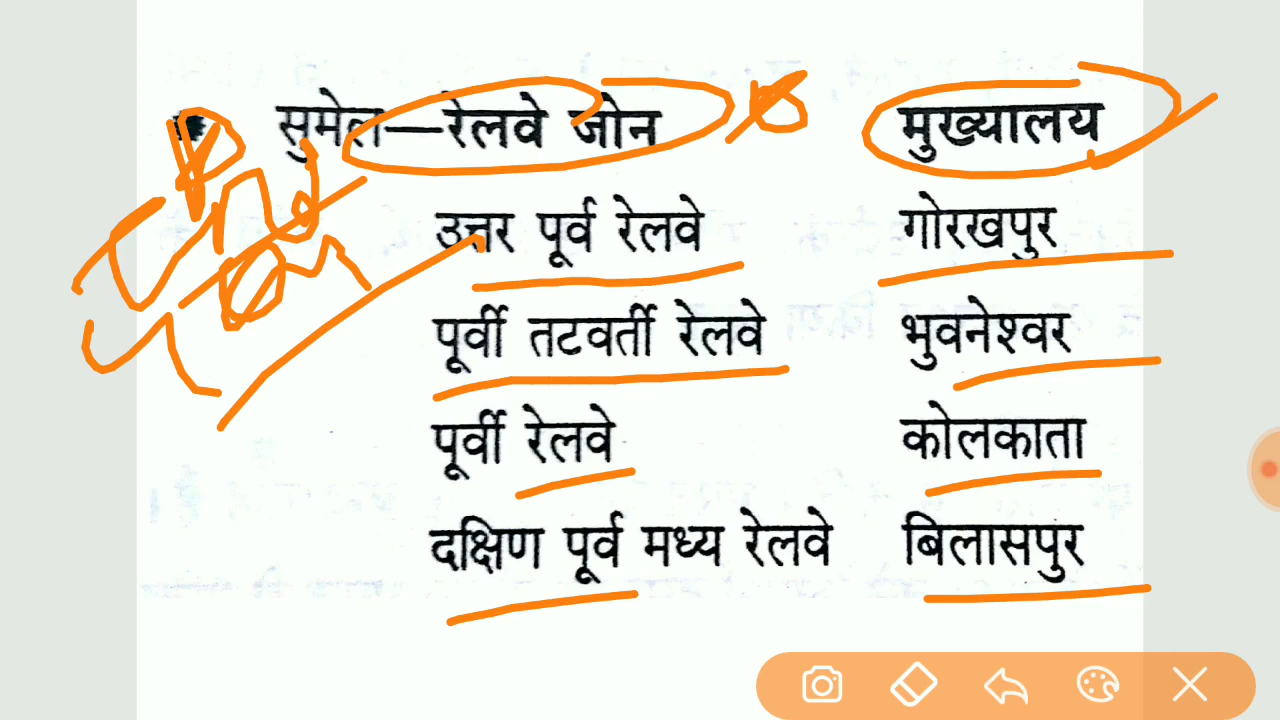 सुमेल—रेलवे जोन मुख्यालय
उत्तर पूर्व रेलवे गोरखपुर
पूर्वी तटवर्ती रेलवे भुवनेश्वर
पूर्वी रेलवे कोलकाता
दक्षिण पूर्व मध्य रेलवे बिलासपुर